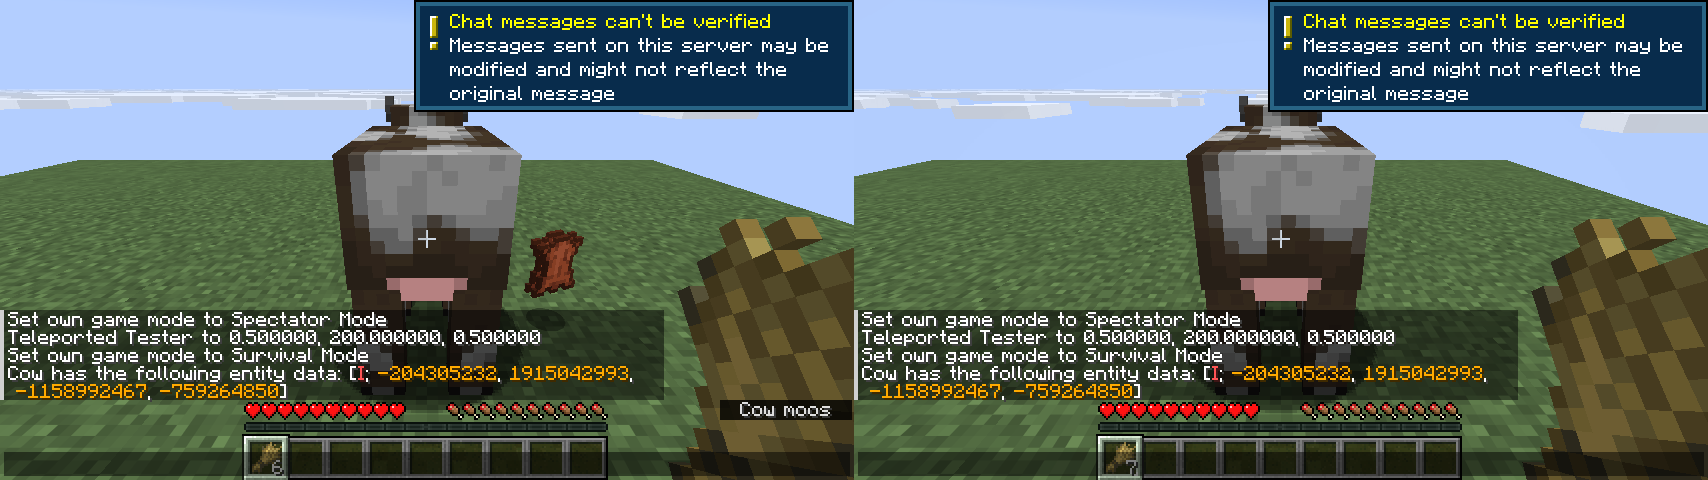 Chat messages can't be verified
Messages sent on this server may be
modified and might not reflect the
original message
Set own game mode to Spectator Mode
Teleported Tester to 0.500000, 200.000000, 0.500000
Set own game mode to Survival Mode
Cow has the following entity data: [I; -204305232, 1915042993,
-1158992467, -759264850]
Cow moos
6
Chat messages can't be verified
Messages sent on this server may be
modified and might not reflect the
original message
Set own game mode to Spectator Mode
Teleported Tester to 0.500000, 200.000000, 0.500000
Set own game mode to Survival Mode
Cow has the following entity data: [I; -204305232, 1915042993,
-1158992467, -759264850]
7